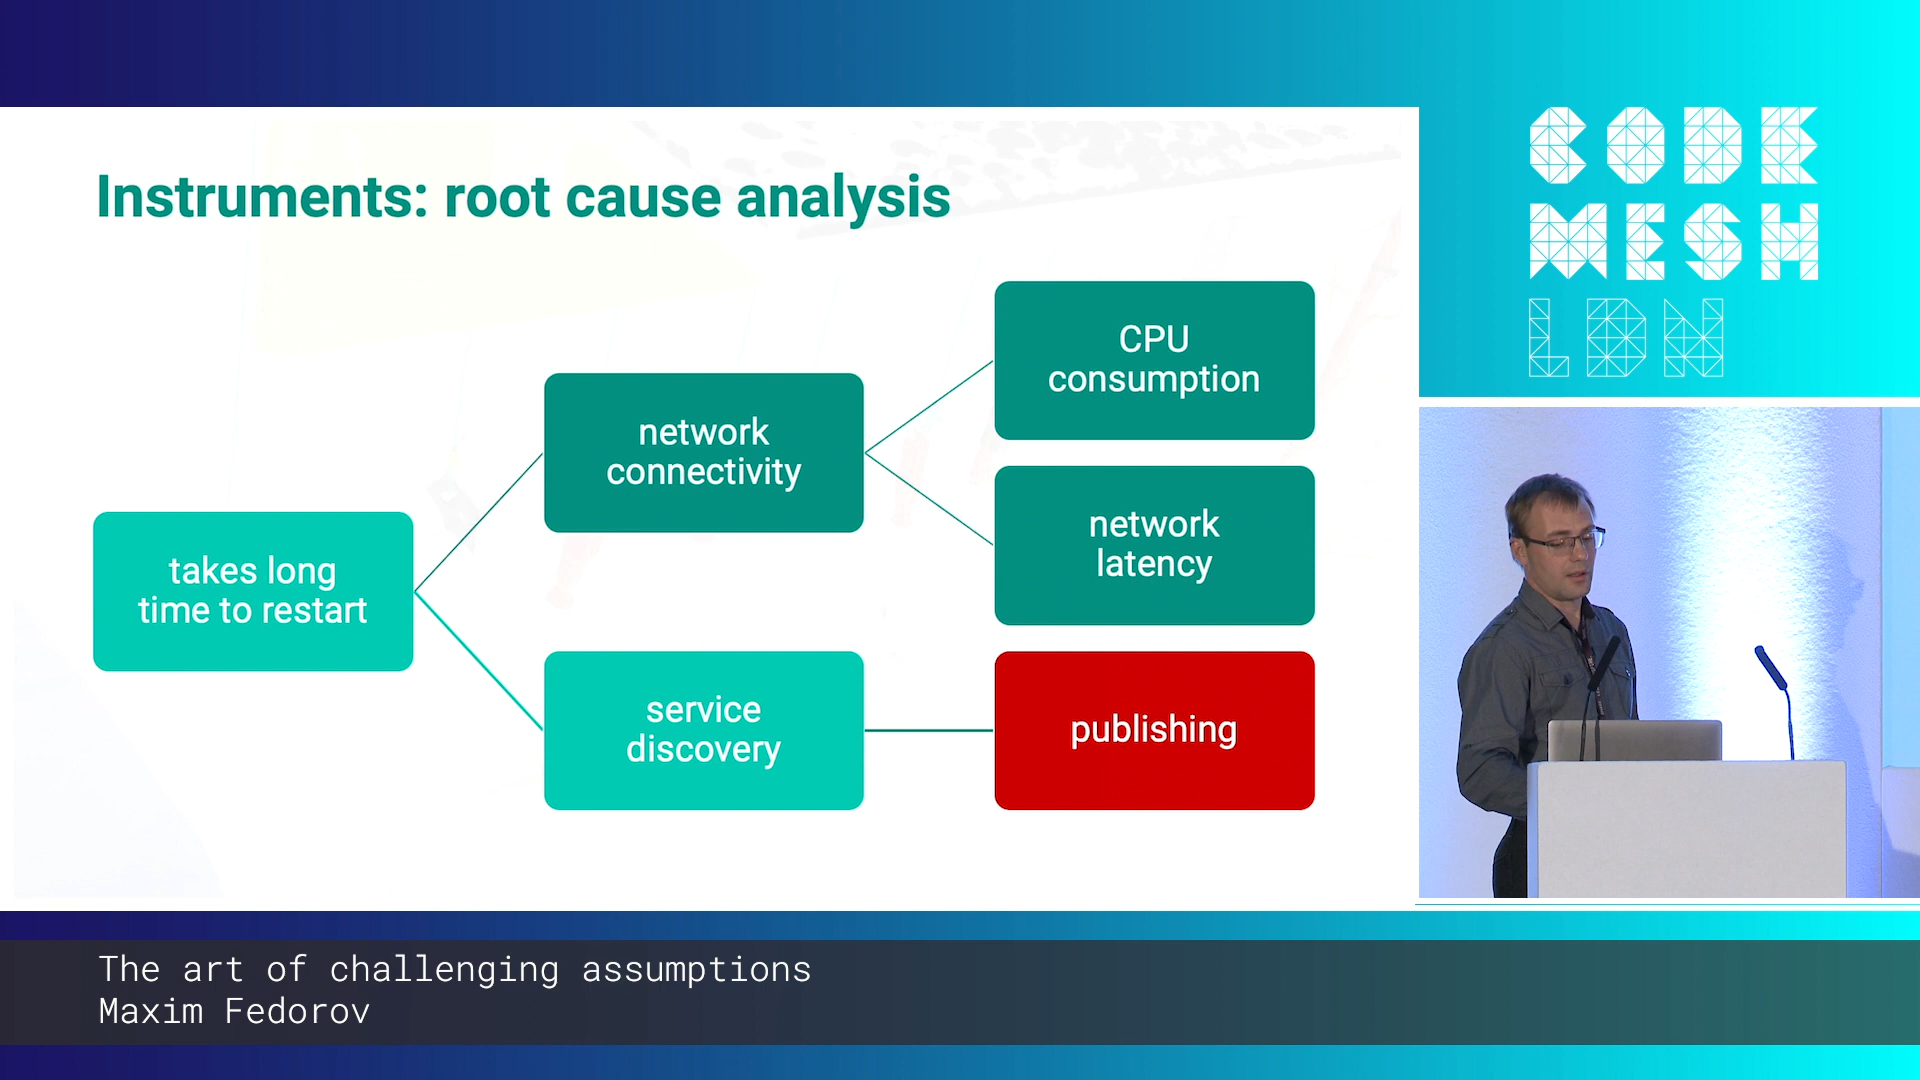 Instruments: root cause analysis
takes long
time to restart
network
connectivity
service
discovery
CPU
consumption
network
latency
publishing
CODE
MESH
LDN
The art of challenging assumptions
Maxim Fedorov